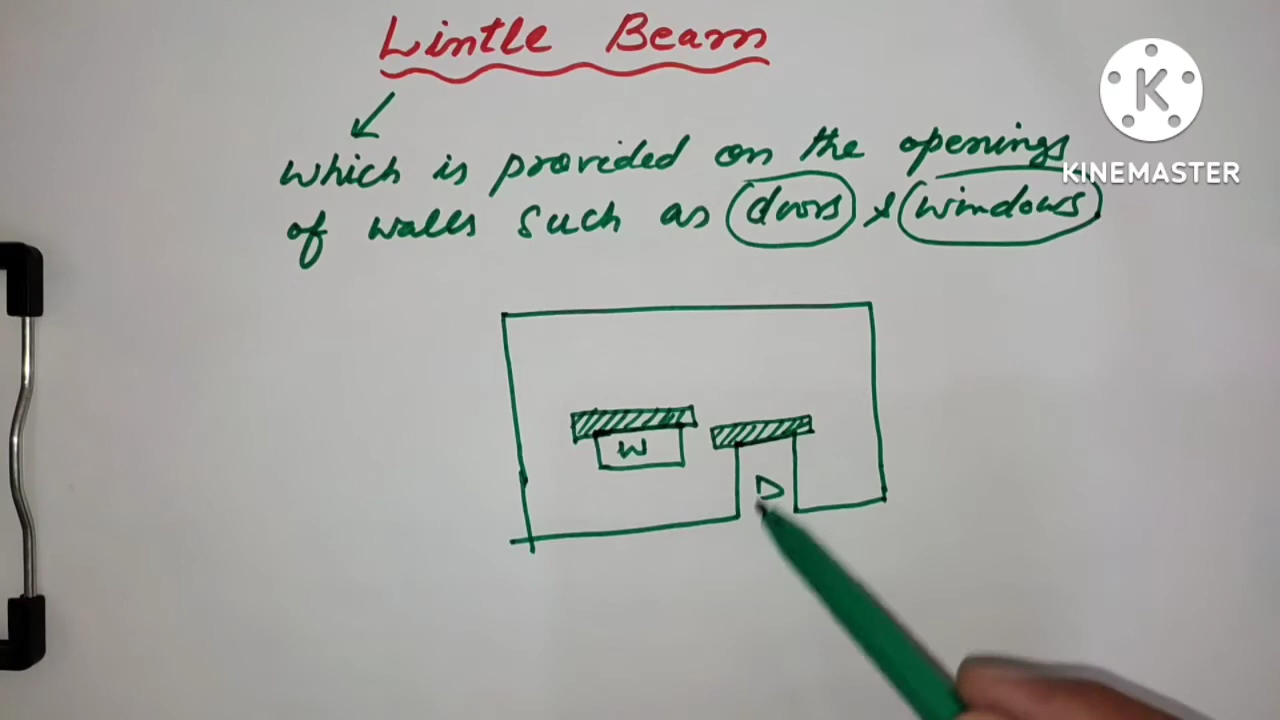 Lintle Beam
which is provided on the openings
of walls such as doors & windows
W
D
K
KINEMASTER